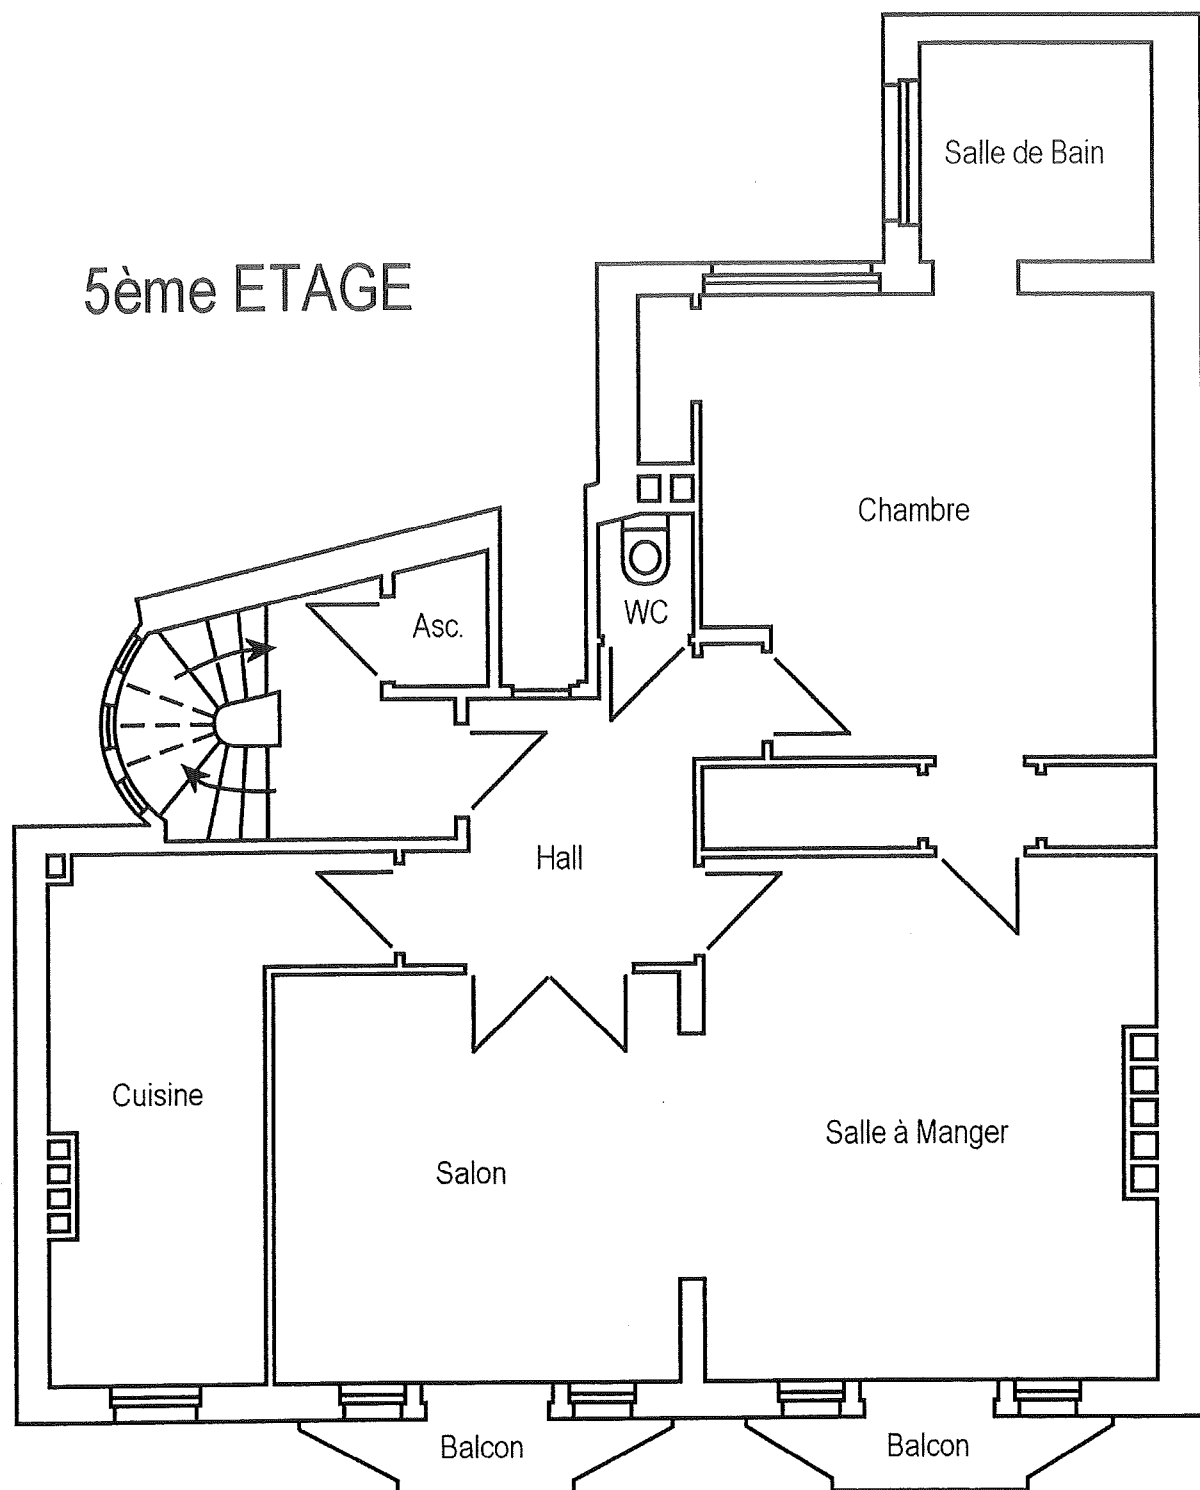 Salle de Bain
5ème ETAGE
Chambre
Asc.
WC
Hall
Cuisine
Salon
Salle à Manger
Balcon
Balcon